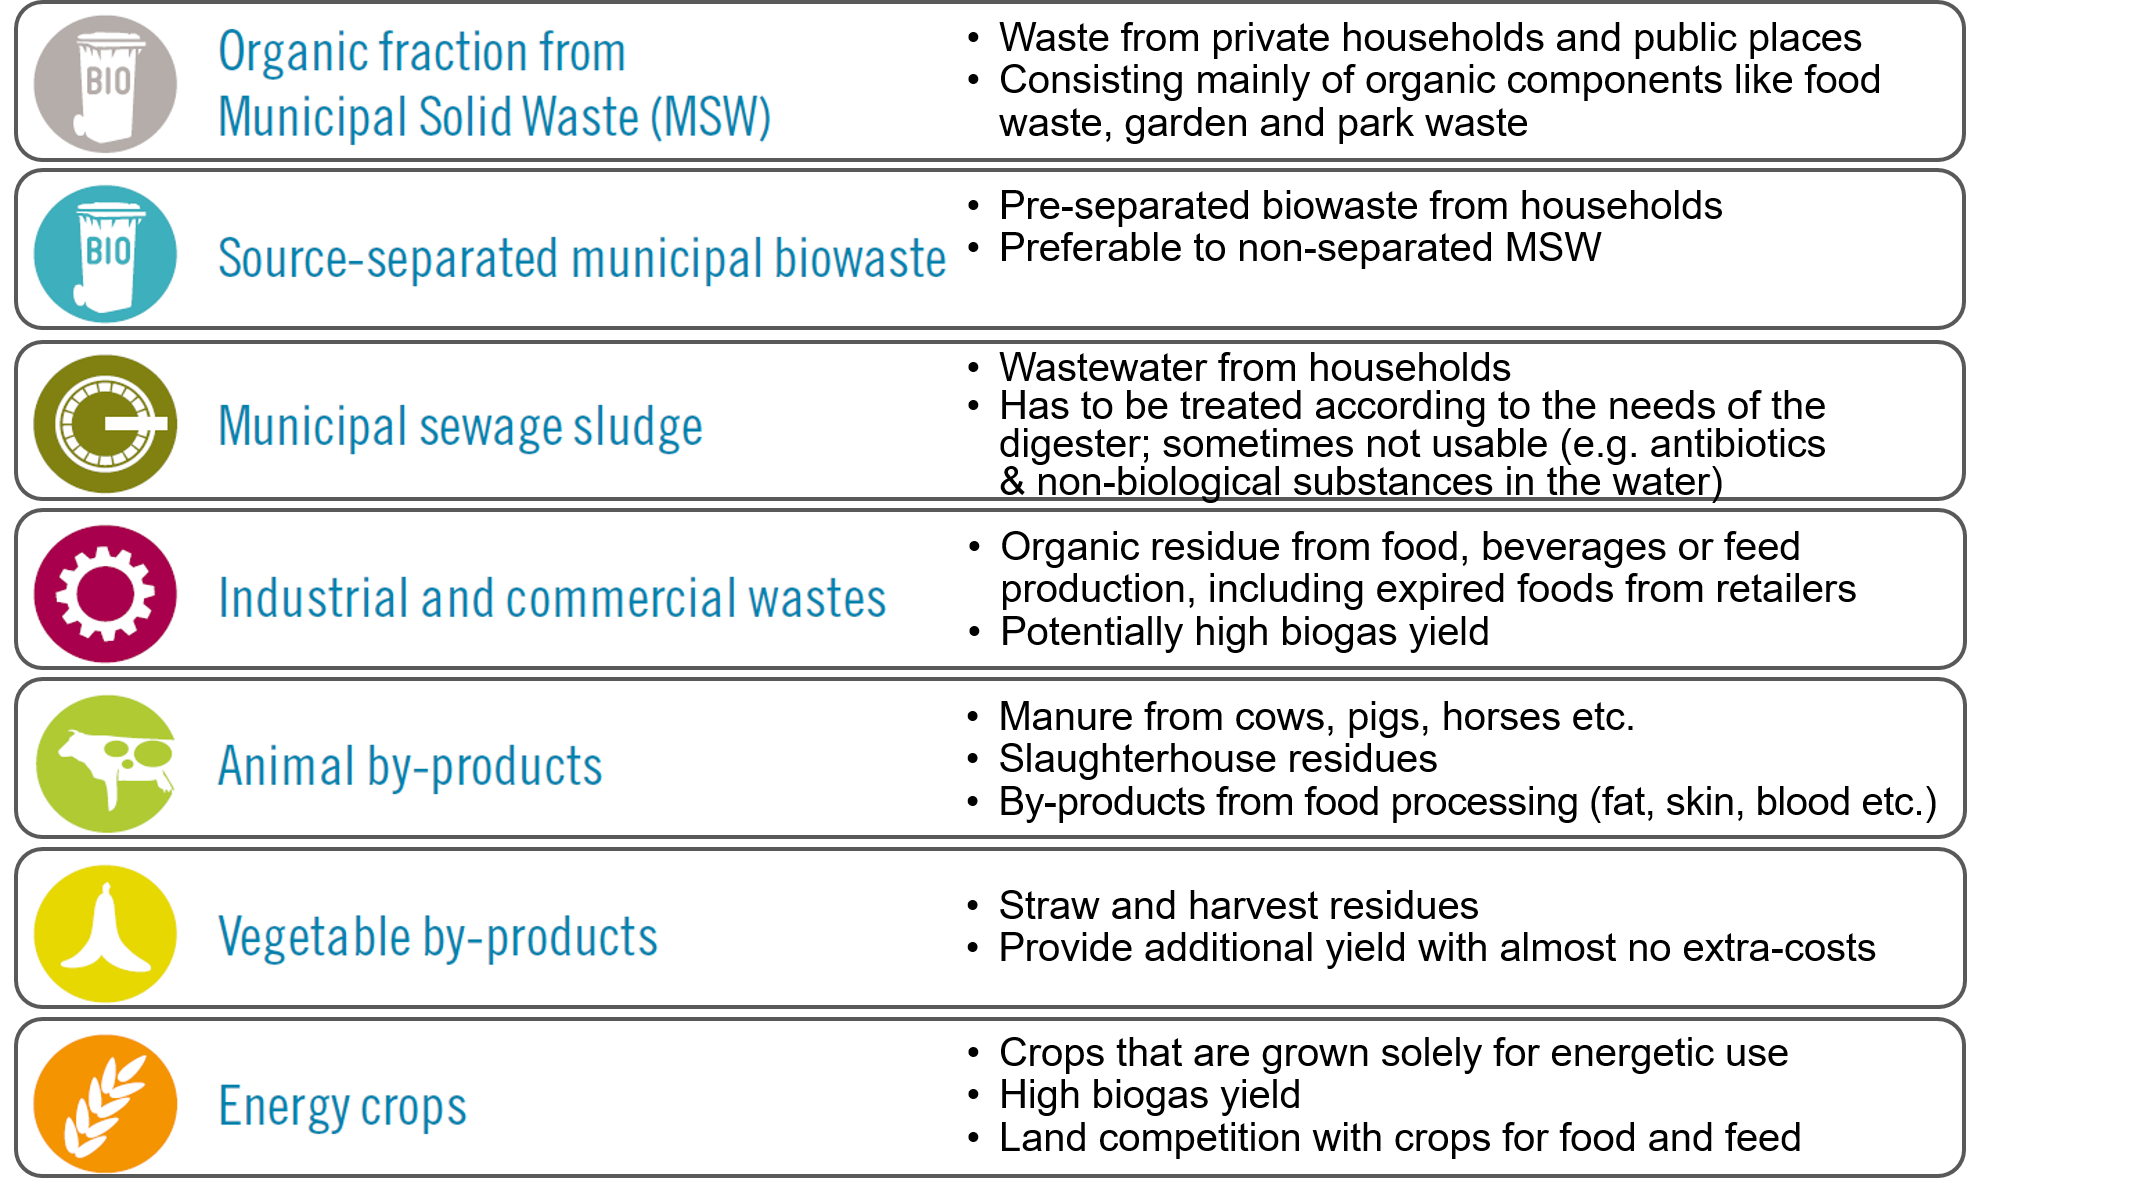 BIO
Organic fraction from
Municipal Solid Waste (MSW)
• Waste from private households and public places
• Consisting mainly of organic components like food
waste, garden and park waste
BIO
Source-separated municipal biowaste
• Pre-separated biowaste from households
• Preferable to non-separated MSW
Municipal sewage sludge
• Wastewater from households
• Has to be treated according to the needs of the
digester; sometimes not usable (e.g. antibiotics
& non-biological substances in the water)
Industrial and commercial wastes
• Organic residue from food, beverages or feed
production, including expired foods from retailers
• Potentially high biogas yield
Animal by-products
• Manure from cows, pigs, horses etc.
• Slaughterhouse residues
• By-products from food processing (fat, skin, blood etc.)
Vegetable by-products
• Straw and harvest residues
• Provide additional yield with almost no extra-costs
Energy crops
• Crops that are grown solely for energetic use
• High biogas yield
• Land competition with crops for food and feed